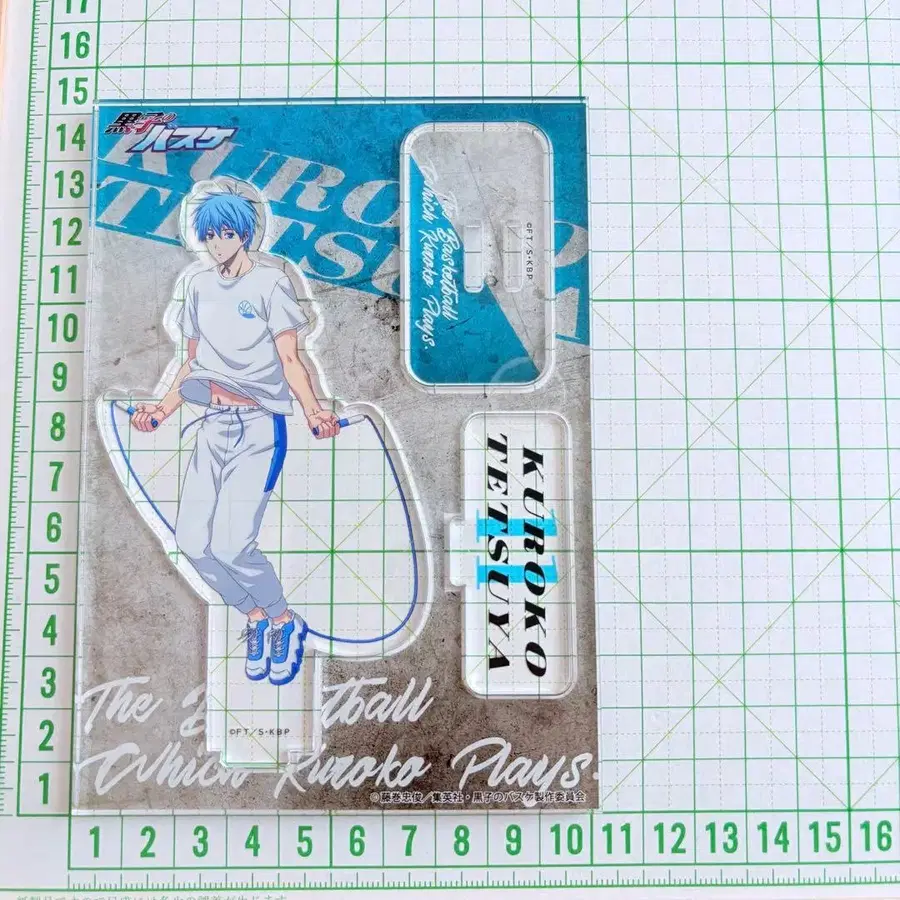 黒子のバスケ
KUROKO
TETSUYA
The Basketball
Which Kuroko Plays.
©FT/S・KBP
KUROKO
TETSUYA
11
©FT/S・KBP
The Basketball
Which Kuroko Plays.
©藤巻忠俊/集英社・黒子のバスケ製作委員会
17
16
15
14
13
12
11
10
9
8
7
6
5
4
3
2
1
1 2 3 4 5 6 7 8 9 10 11 12 13 14 15 16